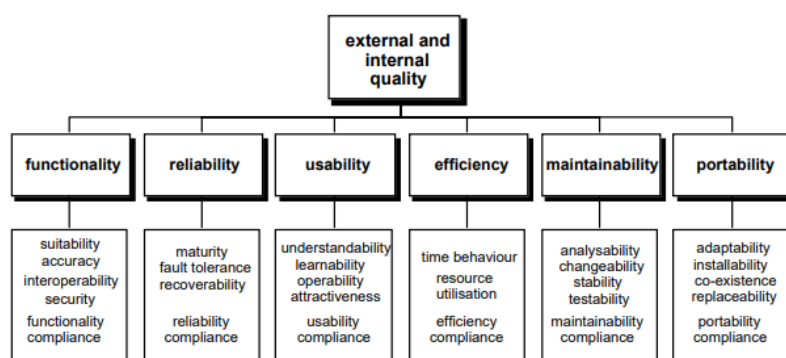 external and
internal
quality
functionality
reliability
usability
efficiency
maintainability
portability
suitability
accuracy
interoperability
security
functionality
compliance
maturity
fault tolerance
recoverability
reliability
compliance
understandability
learnability
operability
attractiveness
usability
compliance
time behaviour
resource
utilisation
efficiency
compliance
analysability
changeability
stability
testability
maintainability
compliance
adaptability
installability
co-existence
replaceability
portability
compliance